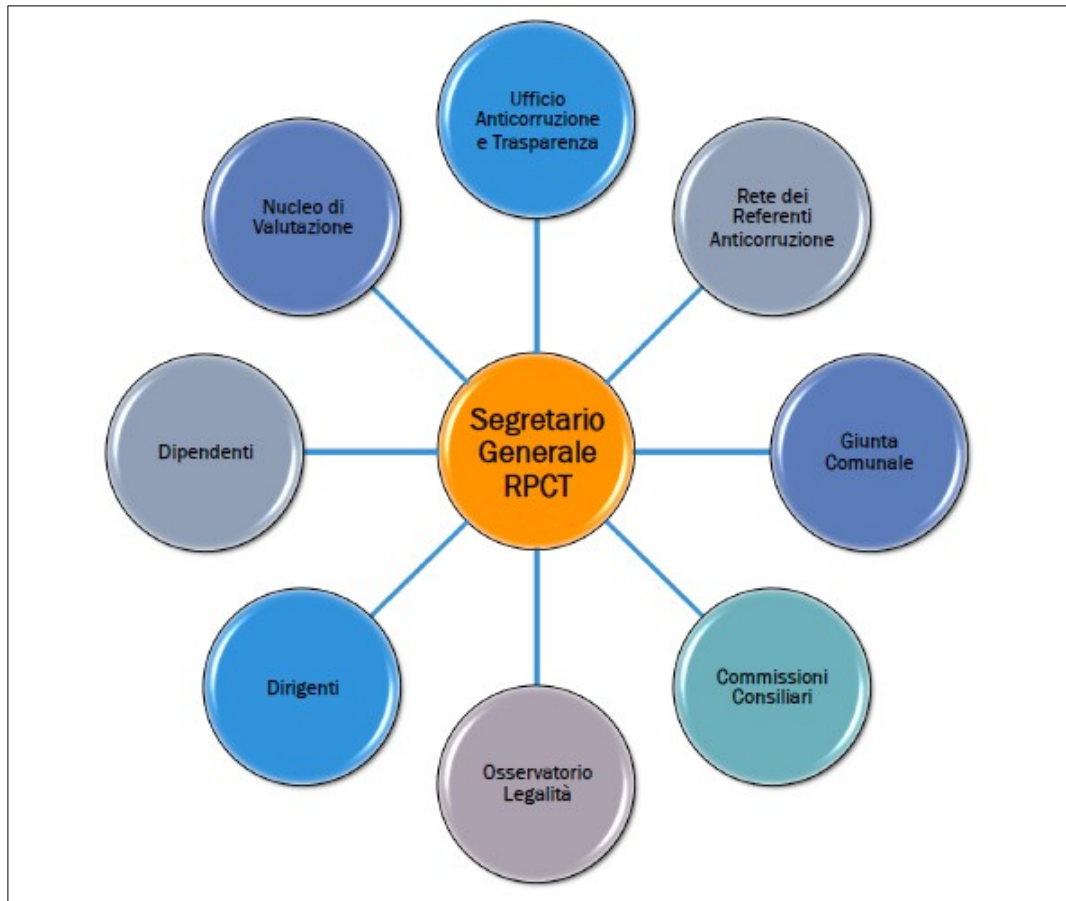 Ufficio
Anticorruzione
e Trasparenza
Rete dei
Referenti
Anticorruzione
Giunta
Comunale
Commissioni
Consiliari
Osservatorio
Legalità
Dirigenti
Dipendenti
Nucleo di
Valutazione
Segretario
Generale
RPCT